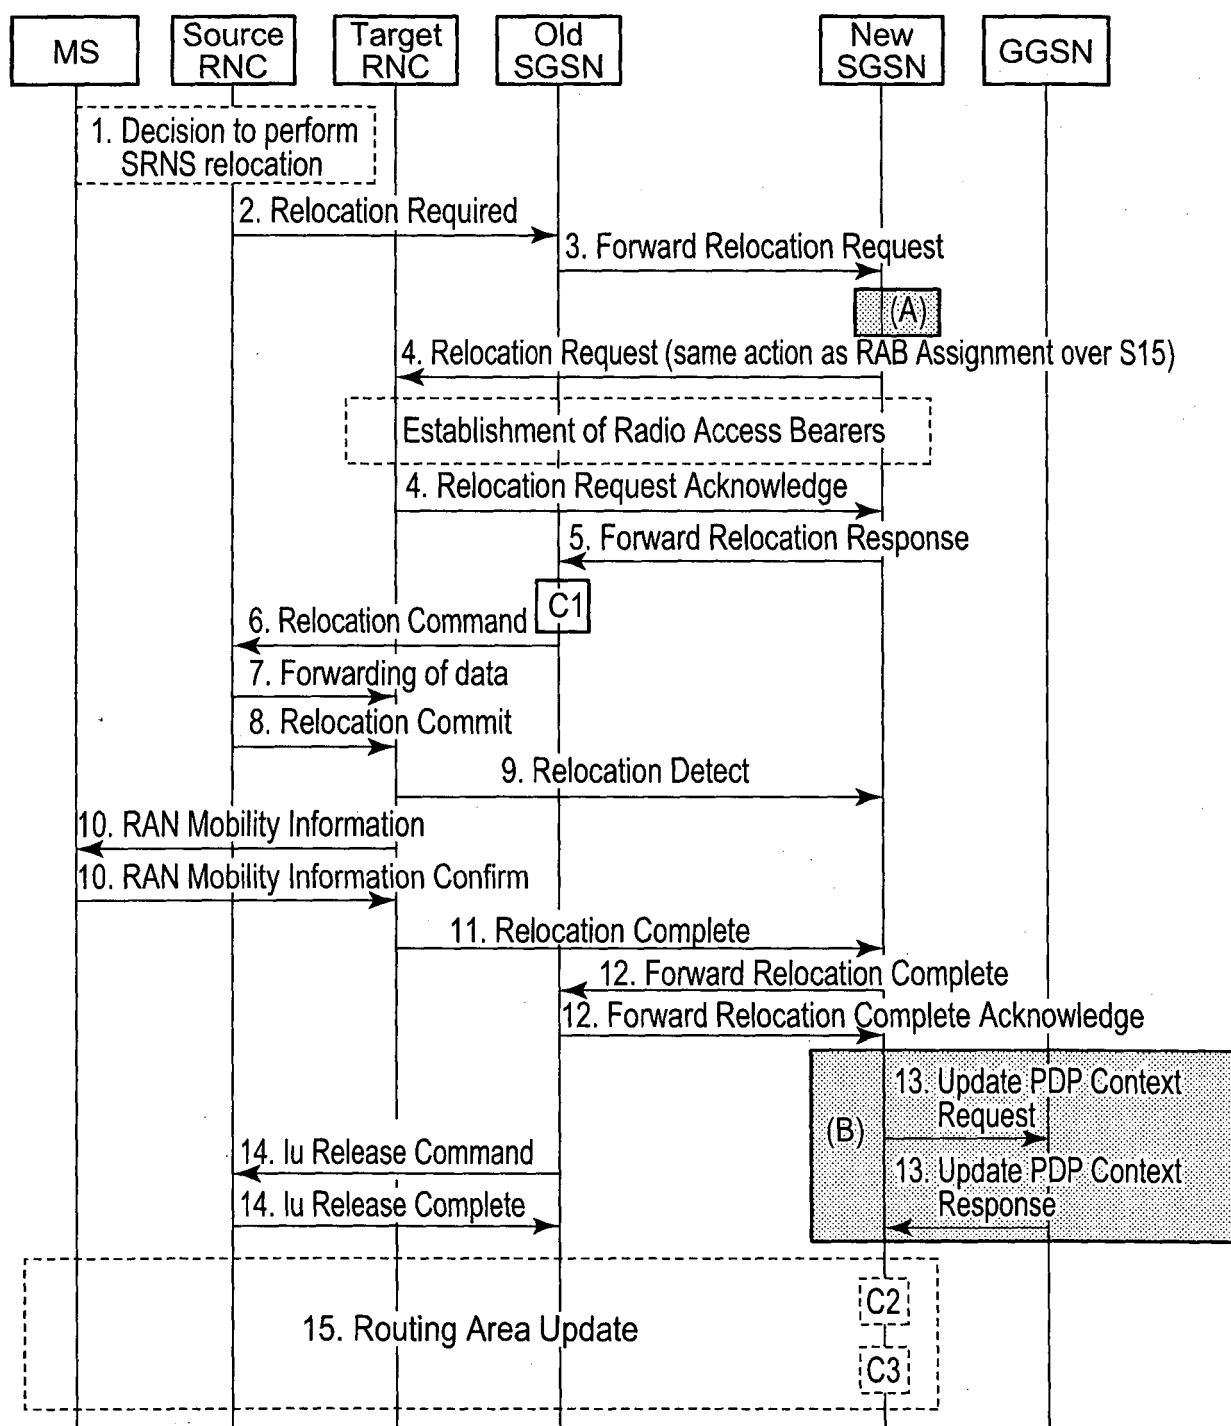 MS
Source
RNC
Target
RNC
Old
SGSN
New
SGSN
GGSN
1. Decision to perform
SRNS relocation
2. Relocation Required
3. Forward Relocation Request
(A)
4. Relocation Request (same action as RAB Assignment over S15)
Establishment of Radio Access Bearers
4. Relocation Request Acknowledge
5. Forward Relocation Response
C1
6. Relocation Command
7. Forwarding of data
8. Relocation Commit
9. Relocation Detect
10. RAN Mobility Information
10. RAN Mobility Information Confirm
11. Relocation Complete
12. Forward Relocation Complete
12. Forward Relocation Complete Acknowledge
13. Update PDP Context
Request
(B)
14. Iu Release Command
13. Update PDP Context
Response
14. Iu Release Complete
C2
15. Routing Area Update
C3